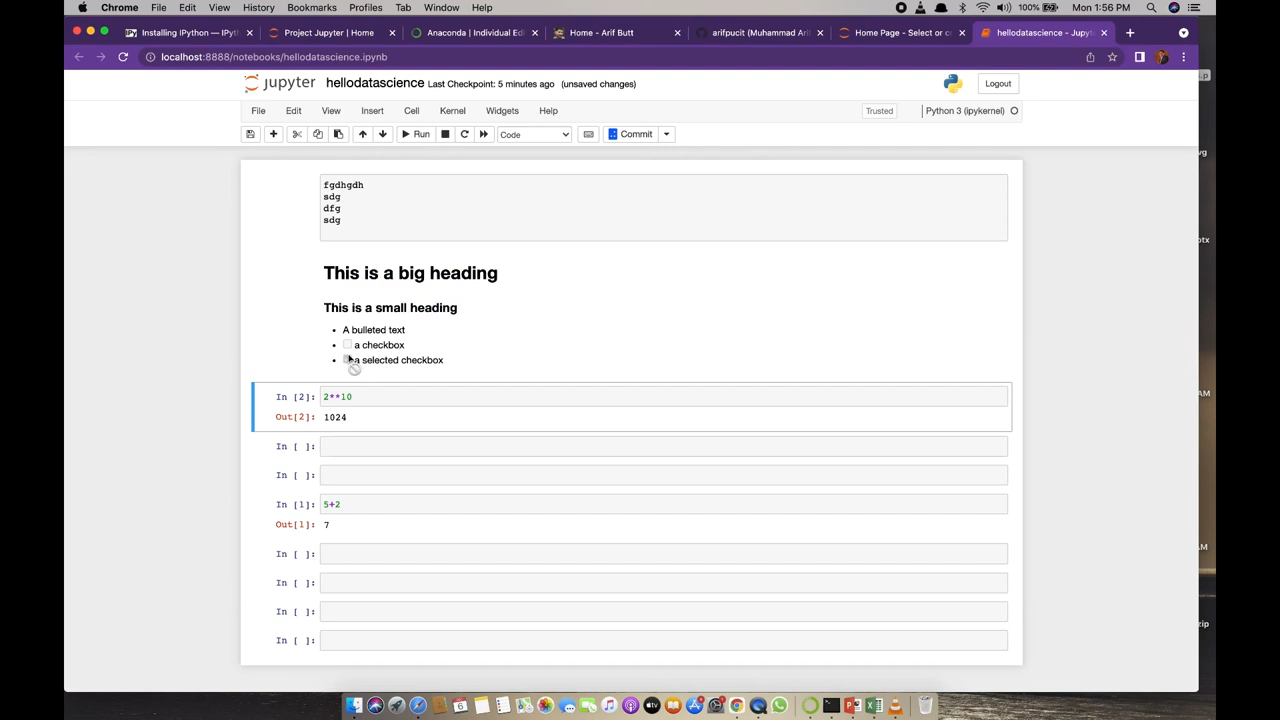 Chrome File Edit View History Bookmarks Profiles Tab Window Help 100% Mon 1:56 PM
Installing IPython — IPyt Project Jupyter | Home Anaconda | Individual Edi Home - Arif Butt arifpucit (Muhammad Ari Home Page - Select or c hellodatascience - Jupyte
localhost:8888/notebooks/hellodatascience.ipynb
jupyter hellodatascience Last Checkpoint: 5 minutes ago (unsaved changes) Logout
File Edit View Insert Cell Kernel Widgets Help Trusted Python 3 (ipykernel)
Run Code Commit
fgdhgdh
sdg
dfg
sdg
This is a big heading
This is a small heading
A bulleted text
a checkbox
a selected checkbox
In [2]: 2**10
Out[2]: 1024
In [ ]:
In [ ]:
In [1]: 5+2
Out[1]: 7
In [ ]:
In [ ]:
In [ ]:
In [ ]: